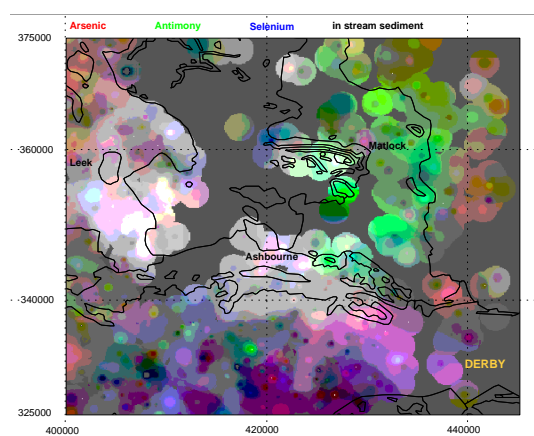 Arsenic Antimony Selenium in stream sediment
375000
360000
Matlock
Leek
Ashbourne
340000
DERBY
325000
400000 420000 440000